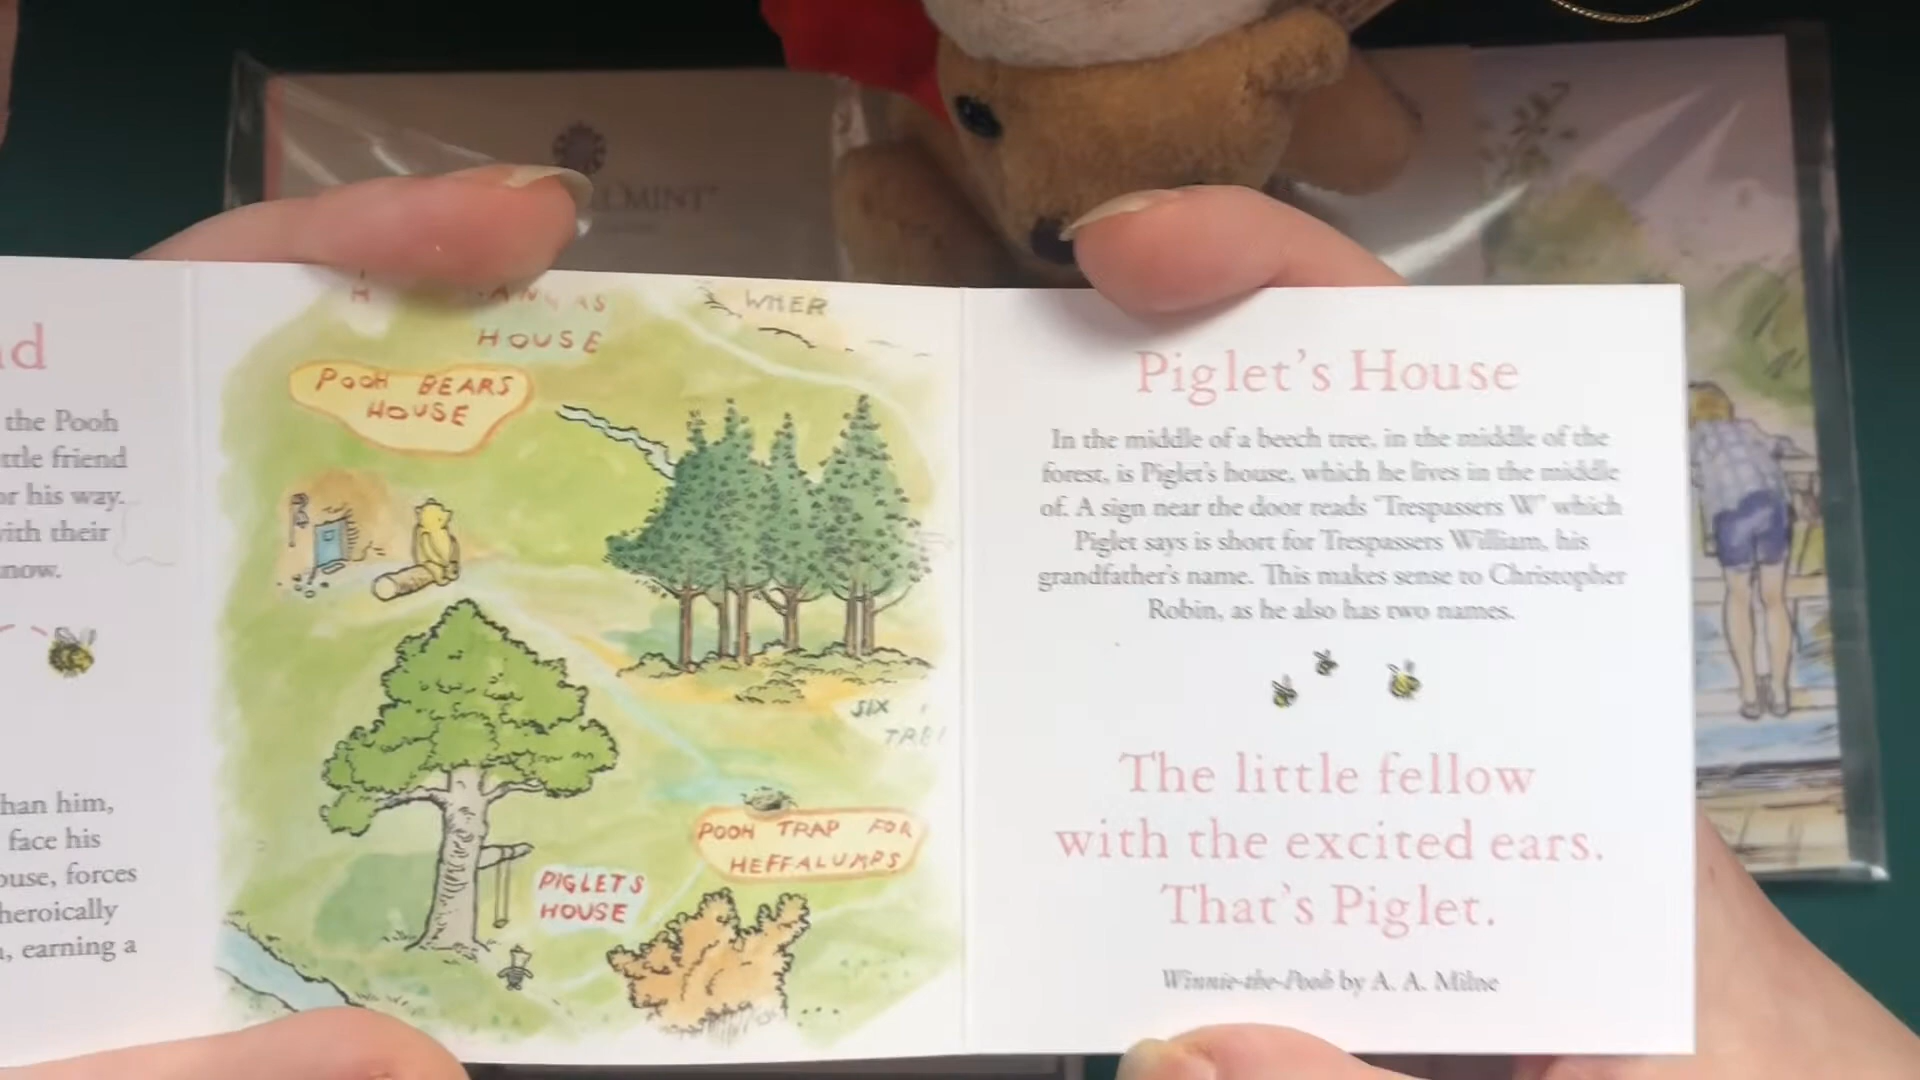 MINT
nd
the Pooh
ttle friend
or his way.
with their
now.
han him,
face his
ouse, forces
heroically
earning a
HOUSE
WHER
POOH BEARS
HOUSE
SIX
PIGLETS
HOUSE
POOH TRAP FOR
HEFFALUMPS
Piglet's House
In the middle of a beech tree, in the middle of the
forest, is Piglet's house, which he lives in the middle
of. A sign near the door reads 'Trespassers W' which
Piglet says is short for Trespassers William, his
grandfather's name. This makes sense to Christopher
Robin, as he also has two names.
The little fellow
with the excited ears.
That's Piglet.
Winnie-the-Pooh by A. A. Milne